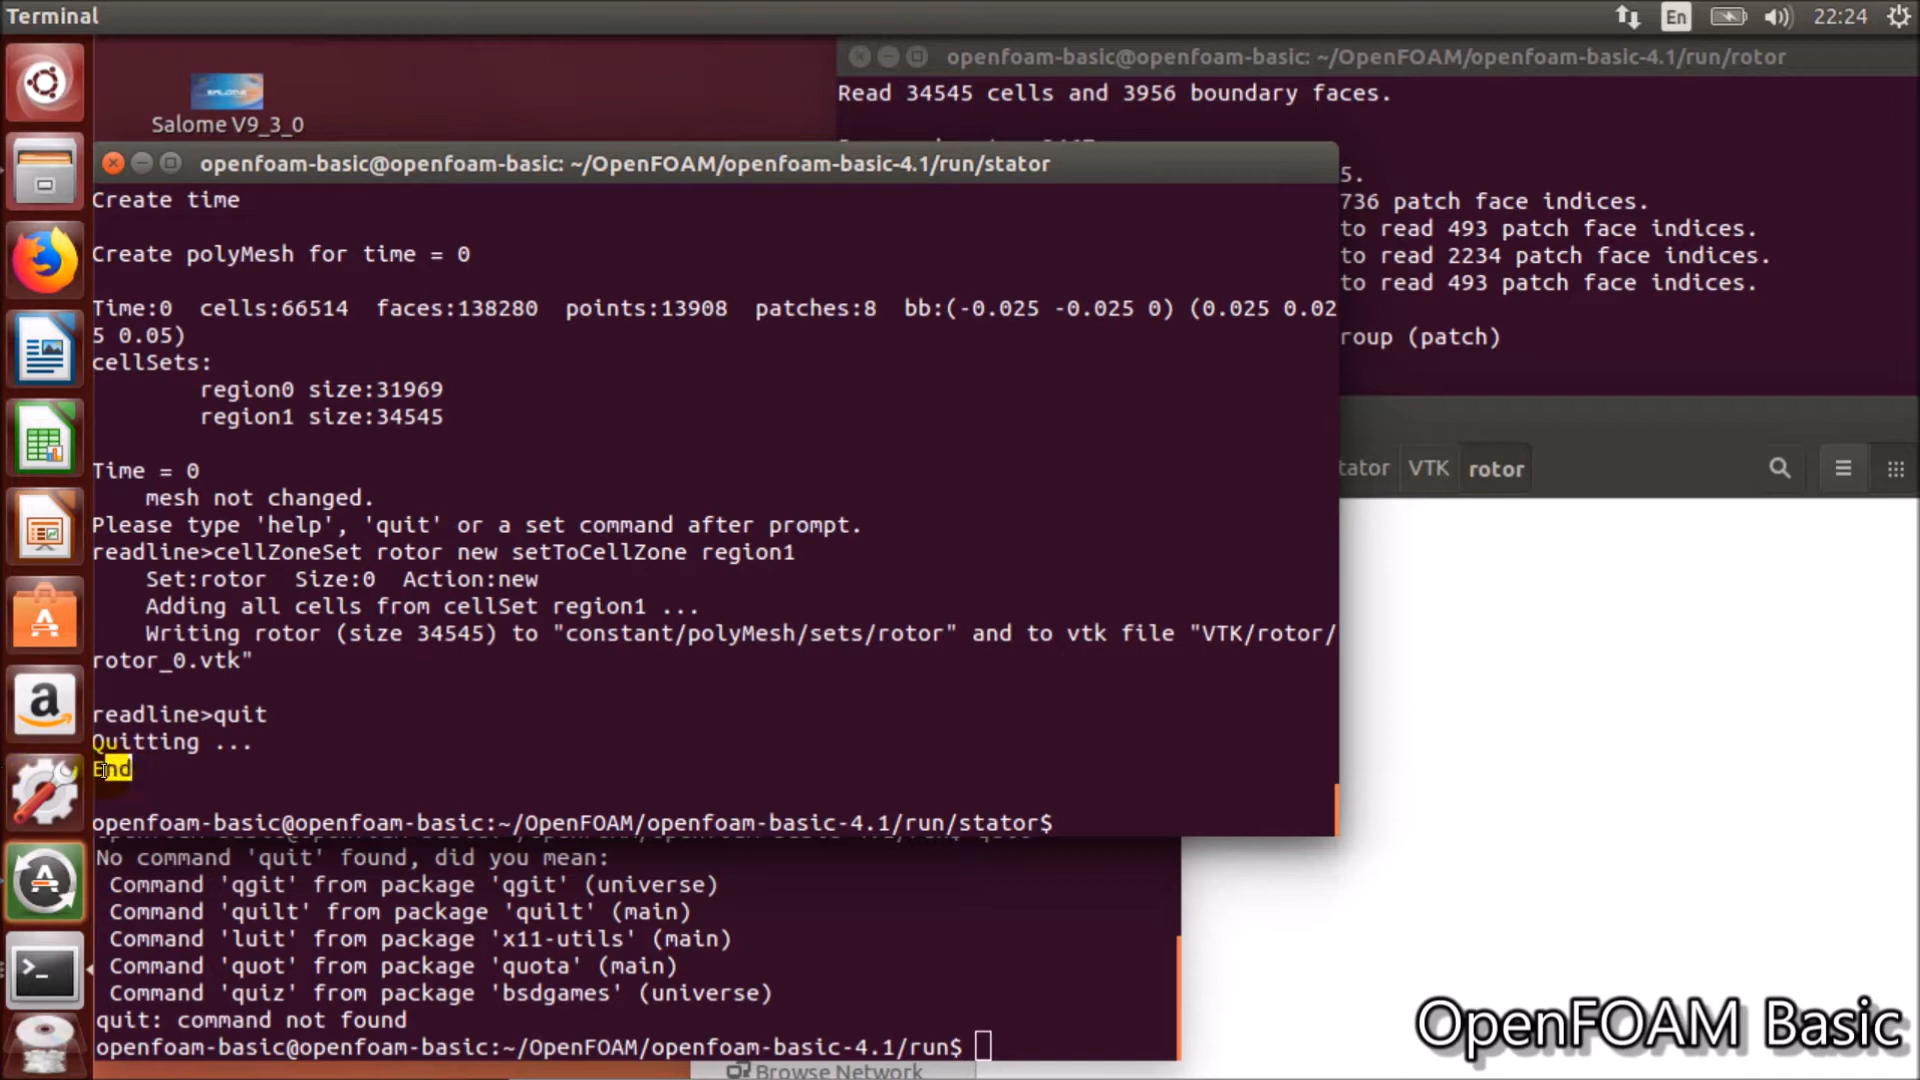 Terminal
En
22:24
Salome V9_3_0
openfoam-basic@openfoam-basic: ~/OpenFOAM/openfoam-basic-4.1/run/rotor
Read 34545 cells and 3956 boundary faces.
5.
736 patch face indices.
to read 493 patch face indices.
to read 2234 patch face indices.
to read 493 patch face indices.
roup (patch)
openfoam-basic@openfoam-basic: ~/OpenFOAM/openfoam-basic-4.1/run/stator
Create time
Create polyMesh for time = 0
Time:0  cells:66514  faces:138280  points:13908  patches:8  bb:(-0.025 -0.025 0) (0.025 0.02
5 0.05)
cellSets:
region0 size:31969
region1 size:34545
Time = 0
mesh not changed.
Please type 'help', 'quit' or a set command after prompt.
readline>cellZoneSet rotor new setToCellZone region1
Set:rotor  Size:0  Action:new
Adding all cells from cellSet region1 ...
Writing rotor (size 34545) to "constant/polyMesh/sets/rotor" and to vtk file "VTK/rotor/
rotor_0.vtk"
readline>quit
Quitting ...
End
openfoam-basic@openfoam-basic:~/OpenFOAM/openfoam-basic-4.1/run/stator$
tator VTK rotor
No command 'quit' found, did you mean:
Command 'qgit' from package 'qgit' (universe)
Command 'quilt' from package 'quilt' (main)
Command 'luit' from package 'x11-utils' (main)
Command 'quot' from package 'quota' (main)
Command 'quiz' from package 'bsdgames' (universe)
quit: command not found
openfoam-basic@openfoam-basic:~/OpenFOAM/openfoam-basic-4.1/run$
Browse Network
OpenFOAM Basic